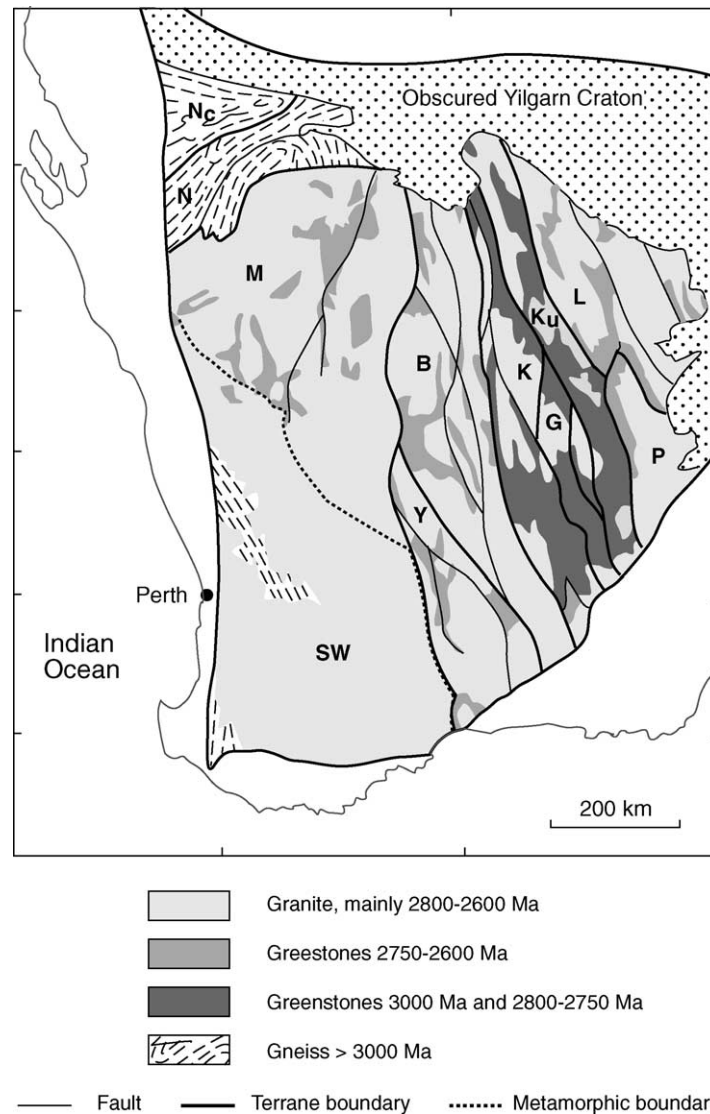 Nc
Obscured Yilgarn Craton
N
M
L
Ku
B
K
G
P
Y
Perth
Indian
Ocean
SW
200 km
Granite, mainly 2800-2600 Ma
Greestones 2750-2600 Ma
Greenstones 3000 Ma and 2800-2750 Ma
Gneiss > 3000 Ma
Fault Terrane boundary Metamorphic boundar